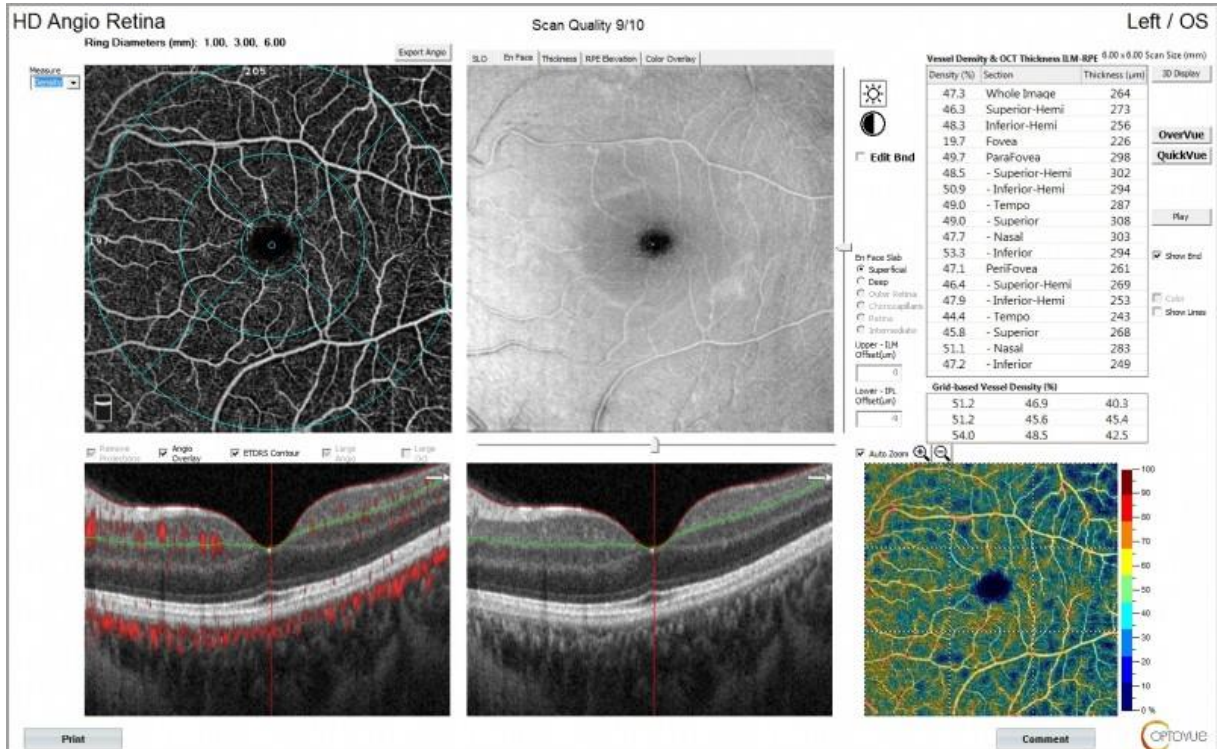 HD Angio Retina
Scan Quality 9/10
Left / OS
Ring Diameters (mm): 1.00, 3.00, 6.00
Export Angio
Measure
Density
205
SLO
En Face
Thickness
RPE Elevation
Color Overlay
Edit Bnd
En Face Slab
Superficial
Deep
Outer Retina
Choriocapillaris
Retina
Intermediate
Upper - ILM
Offset(µm)
0
Lower - IPL
Offset(µm)
Vessel Density & OCT Thickness ILM-RPE 6.00 x 6.00 Scan Size (mm)
Density (%) Section Thickness (µm)
47.3 Whole Image 264
46.3 Superior-Hemi 273
48.3 Inferior-Hemi 256
19.7 Fovea 226
49.7 ParaFovea 298
48.5 - Superior-Hemi 302
50.9 - Inferior-Hemi 294
49.0 - Tempo 287
49.0 - Superior 308
47.7 - Nasal 303
53.3 - Inferior 294
47.1 PeriFovea 261
46.4 - Superior-Hemi 269
47.9 - Inferior-Hemi 253
44.4 - Tempo 243
45.8 - Superior 268
51.1 - Nasal 283
47.2 - Inferior 249
Grid-based Vessel Density (%)
51.2 46.9 40.3
51.2 45.6 45.4
54.0 48.5 42.5
3D Display
OverVue
QuickVue
Play
Show Bnd
Color
Show Lines
Remove
Projections
Angio
Overlay
ETDRS Contour
Large
Angio
Large
Auto Zoom
100
90
80
70
60
50
40
30
20
10
0 %
Print
Comment
OPTOVUE